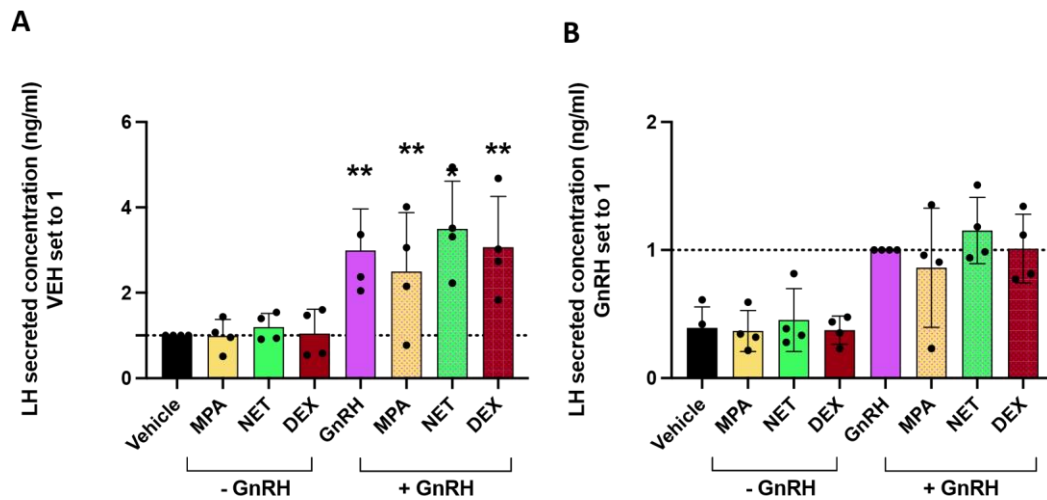 A
LH secreted concentration (ng/ml)
VEH set to 1
6
4
2
0
** ** * **
Vehicle MPA NET DEX GnRH MPA NET DEX
- GnRH + GnRH
B
LH secreted concentration (ng/ml)
GnRH set to 1
2
1
0
Vehicle MPA NET DEX GnRH MPA NET DEX
- GnRH + GnRH